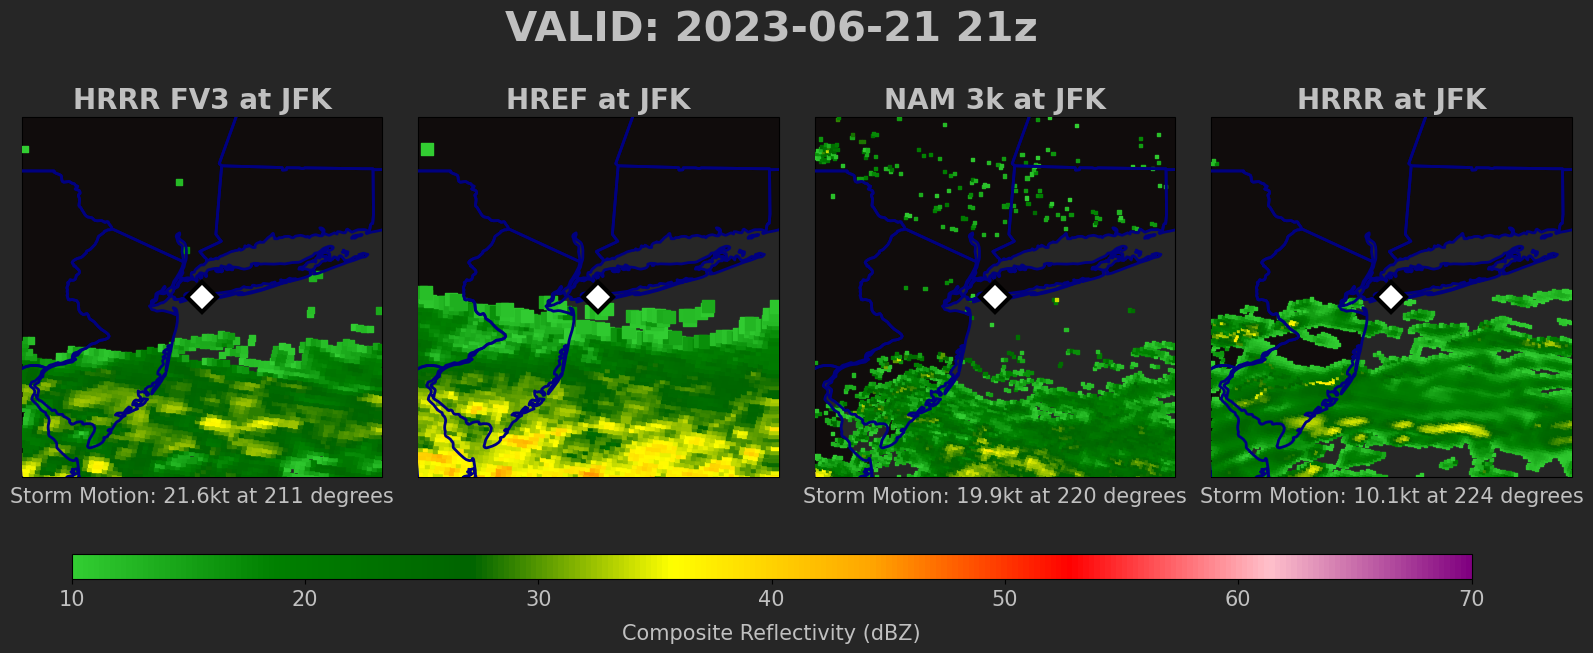 VALID: 2023-06-21 21z
HRRR FV3 at JFK
HREF at JFK
NAM 3k at JFK
HRRR at JFK
Storm Motion: 21.6kt at 211 degrees
Storm Motion: 19.9kt at 220 degrees
Storm Motion: 10.1kt at 224 degrees
10 20 30 40 50 60 70
Composite Reflectivity (dBZ)